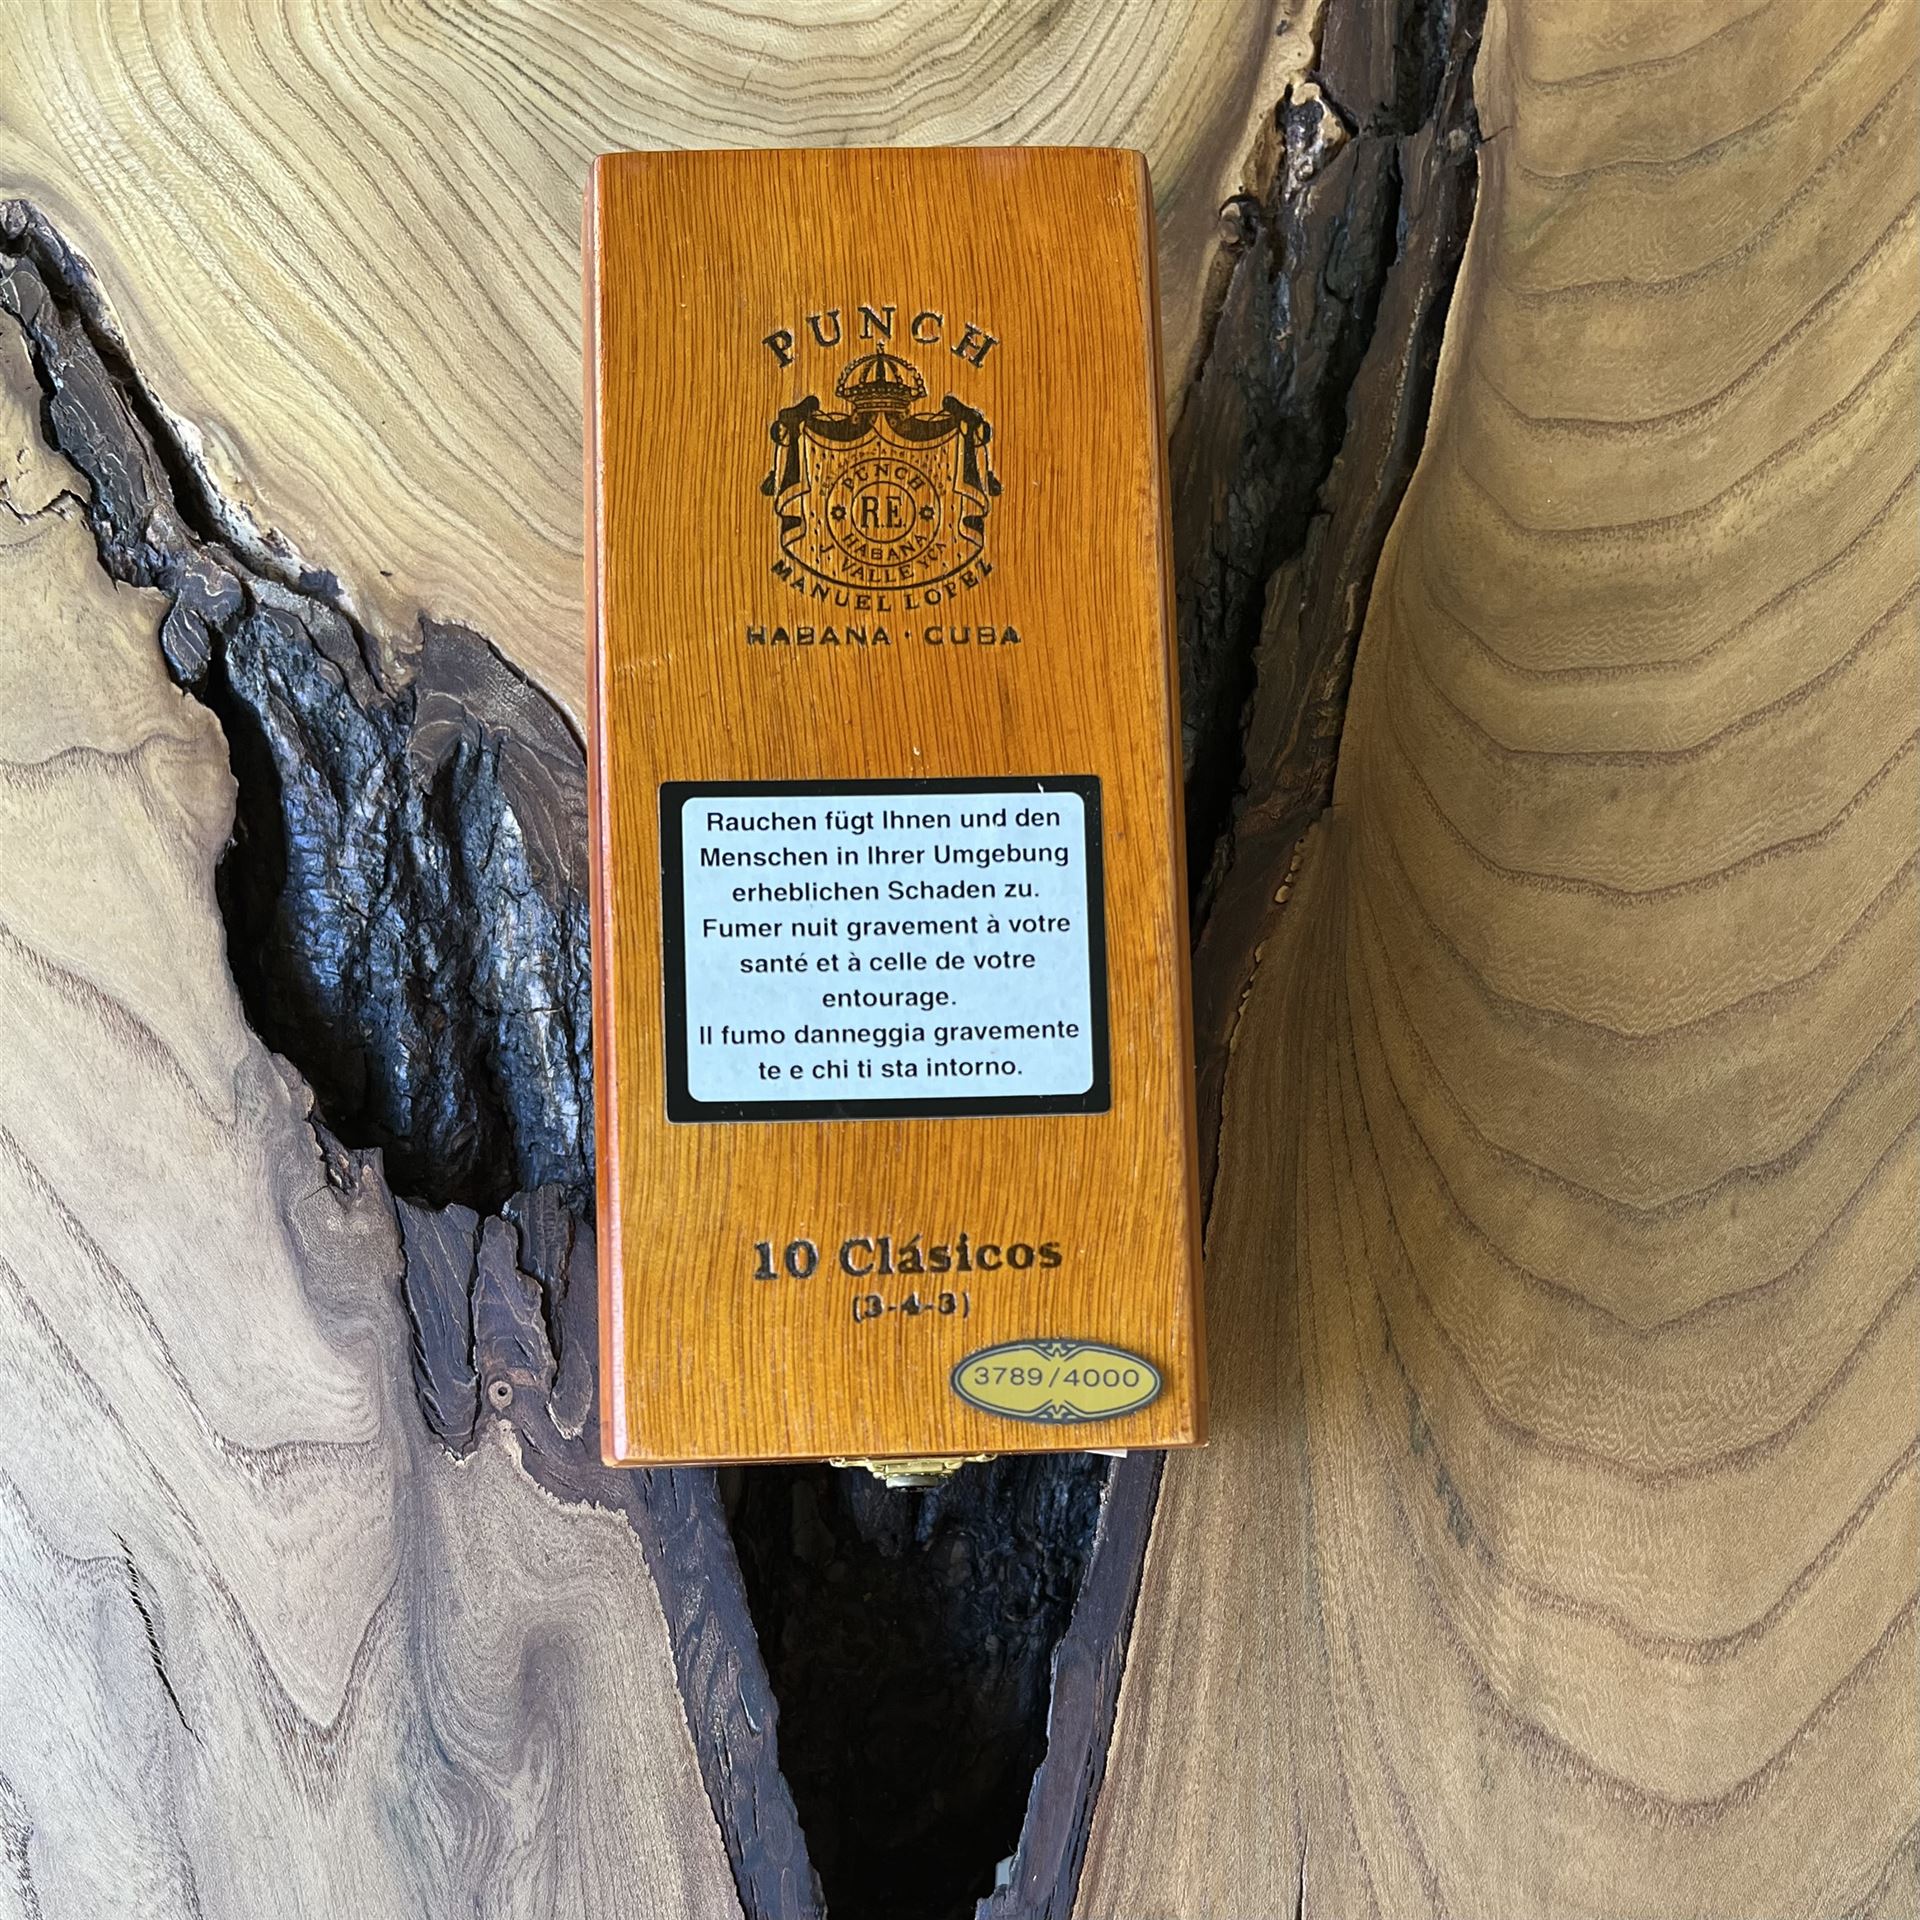 PUNCH
PUNCH
R.E.
HABANA
J. VALLE Y CA
MANUEL LOPEZ
HABANA · CUBA
Rauchen fügt Ihnen und den
Menschen in Ihrer Umgebung
erheblichen Schaden zu.
Fumer nuit gravement à votre
santé et à celle de votre
entourage.
Il fumo danneggia gravemente
te e chi ti sta intorno.
10 Clásicos
(3-4-3)
3789/4000